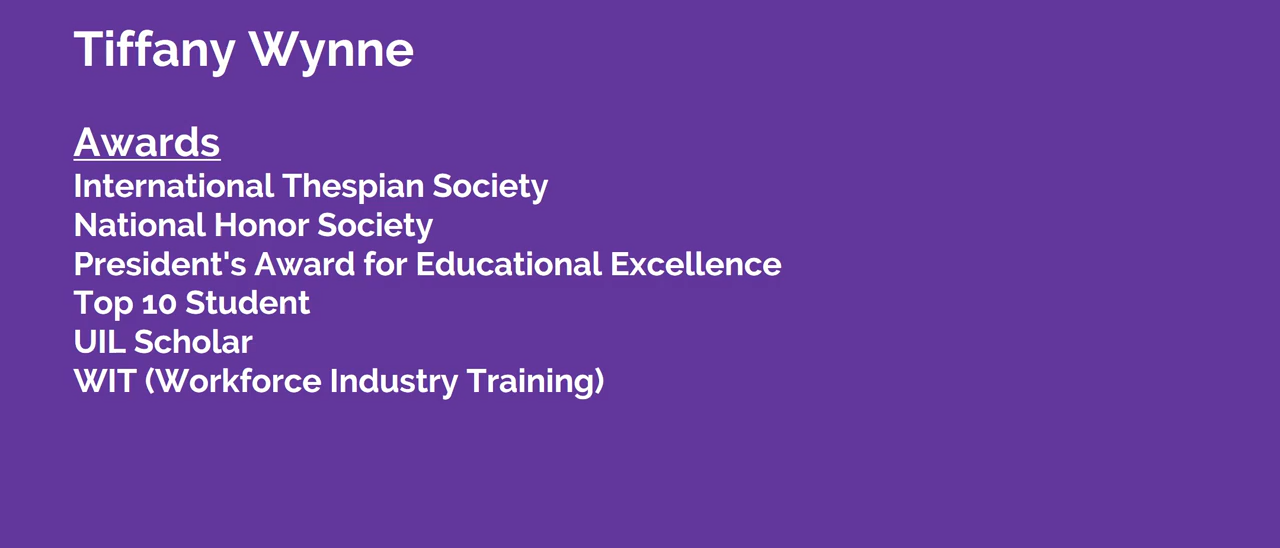 Tiffany Wynne
Awards
International Thespian Society
National Honor Society
President's Award for Educational Excellence
Top 10 Student
UIL Scholar
WIT (Workforce Industry Training)